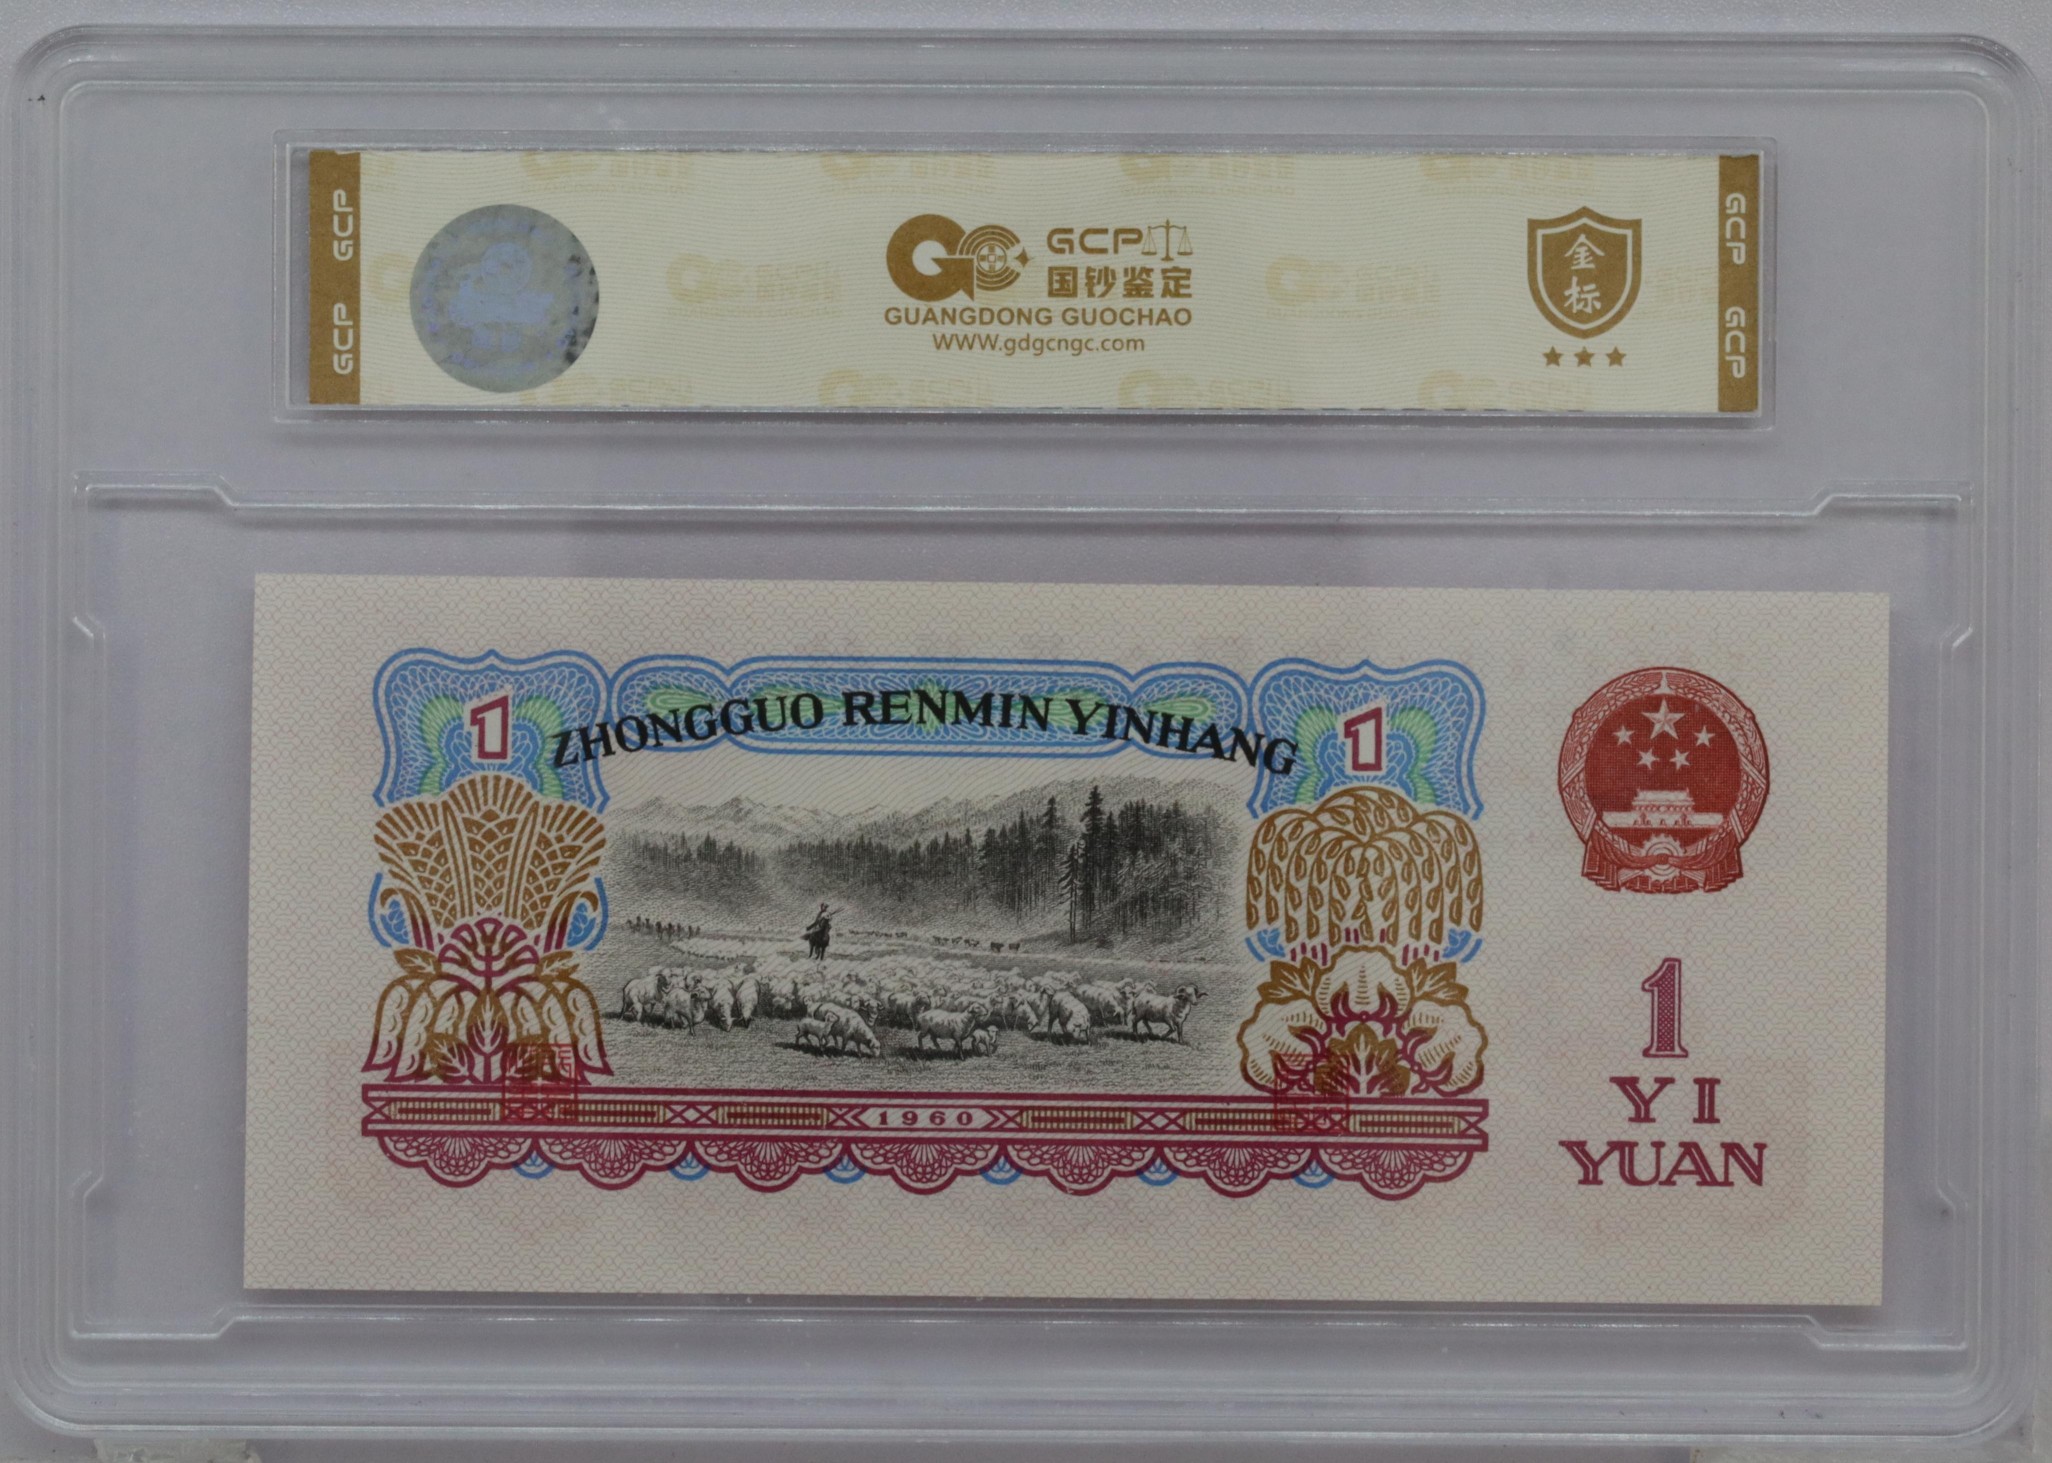 GCP
GCP
GCP
国钞鉴定
GUANGDONG GUOCHAO
www.gdgcngc.com
金标
GCP
GCP
1
ZHONGGUO RENMIN YINHANG
1
1960
1
YI
YUAN